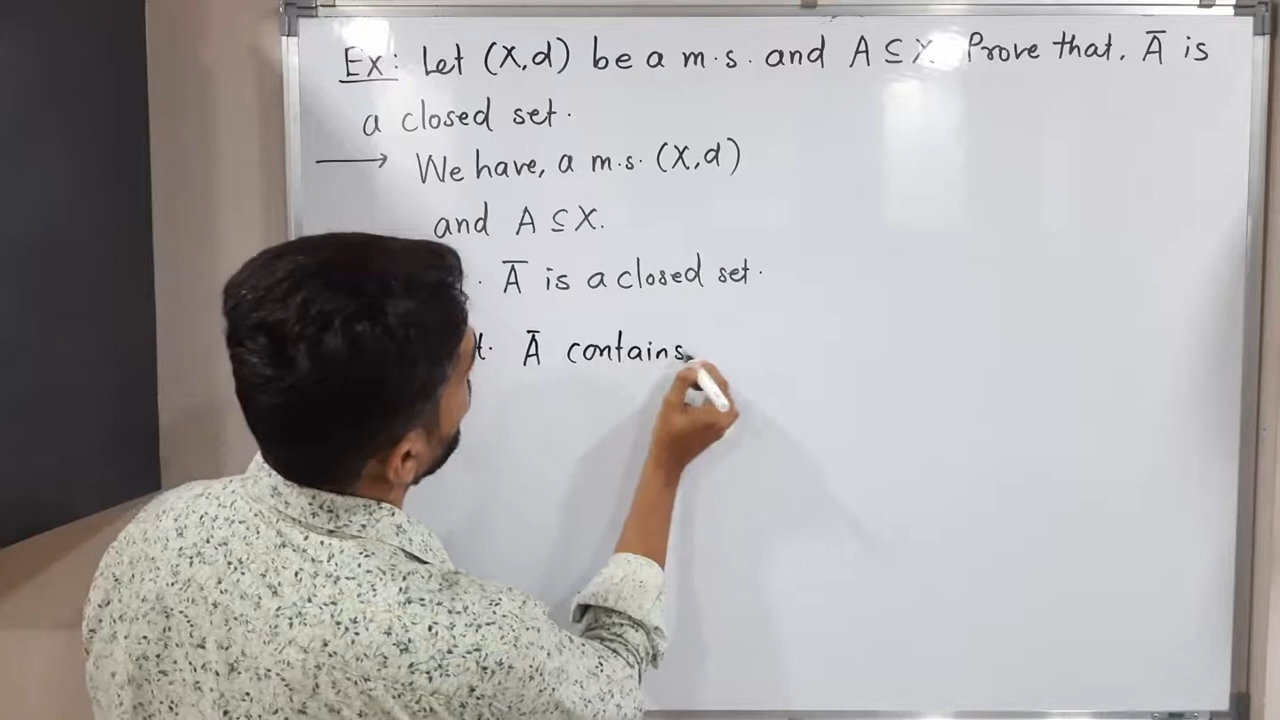 Ex: Let (X,d) be a m.s. and A ⊆ X. Prove that. Ā is
a closed set.
⟶ We have, a m.s. (X,d)
and A ⊆ X.
. Ā is a closed set.
t. Ā contains